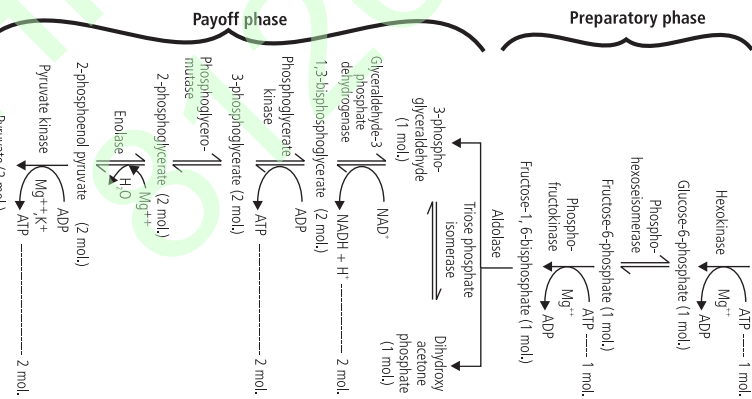 Preparatory phase
Payoff phase
Hexokinase
ATP ----- 1 mol.
Mg++
ADP
Glucose-6-phosphate (1 mol.)
Phospho-
hexoseisomerase
Fructose-6-phosphate (1 mol.)
Phospho-
fructokinase
ATP ----- 1 mol.
Mg++
ADP
Fructose-1, 6-bisphosphate (1 mol.)
Aldolase
Triose phosphate
isomerase
3-phospho-
glyceraldehyde
(1 mol.)
Dihydroxy
acetone
phosphate
(1 mol.)
Glyceraldehyde-3
phosphate
dehydrogenase
NAD+
NADH + H+ ---------- 2 mol.
1,3-bisphosphoglycerate (2 mol.)
Phosphoglycerate
kinase
ADP
ATP ---------- 2 mol.
3-phosphoglycerate (2 mol.)
Phosphoglycero-
mutase
2-phosphoglycerate (2 mol.)
Enolase
Mg++
H2O
2-phosphoenol pyruvate (2 mol.)
Pyruvate kinase
ADP
Mg++,K+
ATP ---------- 2 mol.